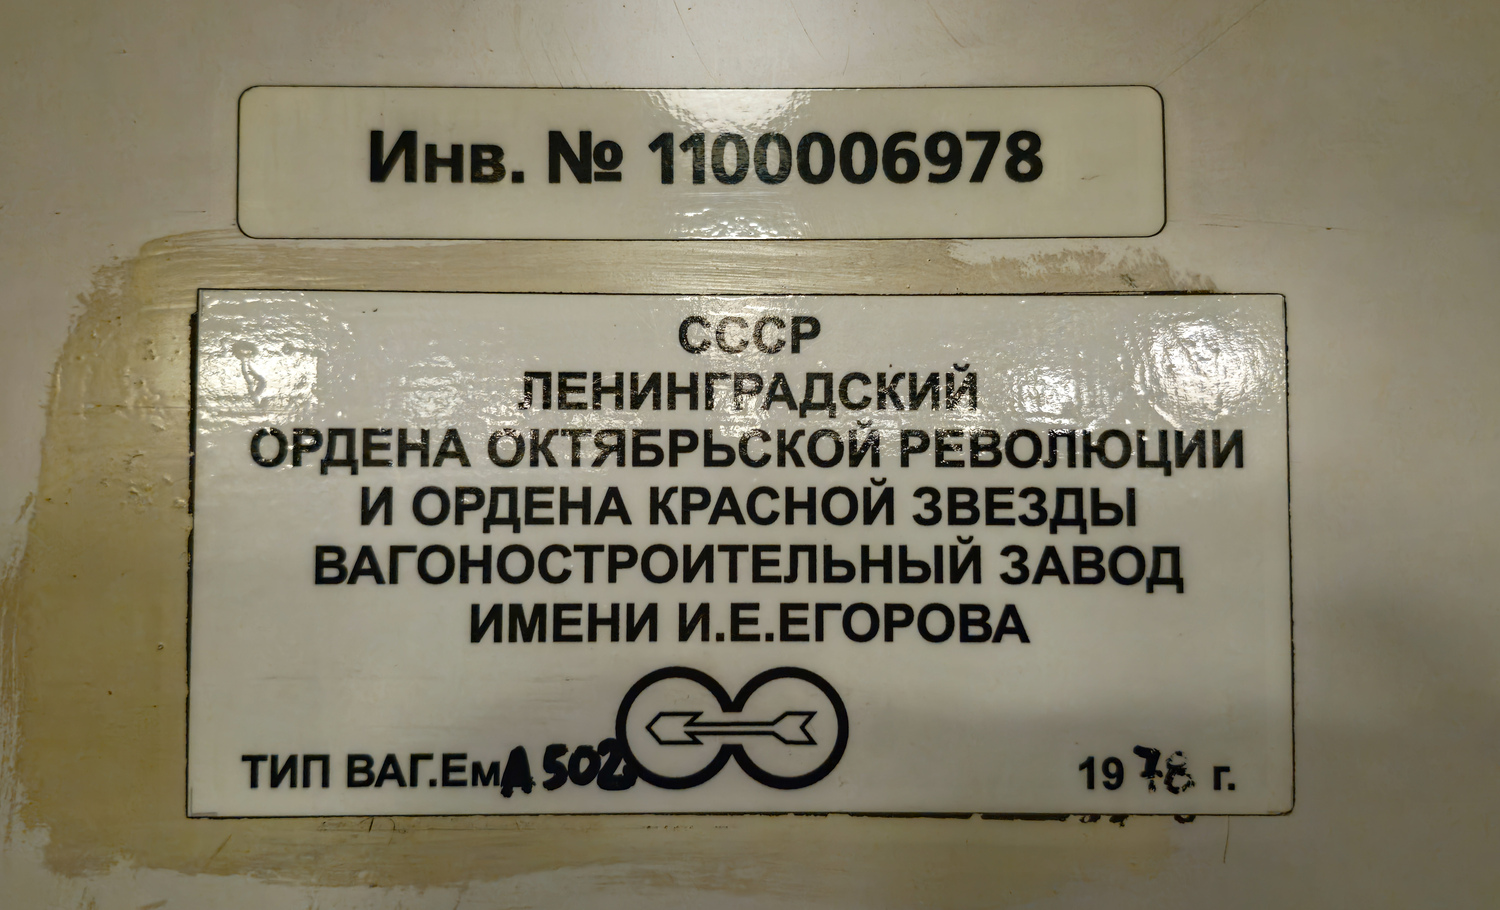 Инв. № 1100006978
СССР
ЛЕНИНГРАДСКИЙ
ОРДЕНА ОКТЯБРЬСКОЙ РЕВОЛЮЦИИ
И ОРДЕНА КРАСНОЙ ЗВЕЗДЫ
ВАГОНОСТРОИТЕЛЬНЫЙ ЗАВОД
ИМЕНИ И.Е.ЕГОРОВА
ТИП ВАГ.ЕмА 502 1978 г.